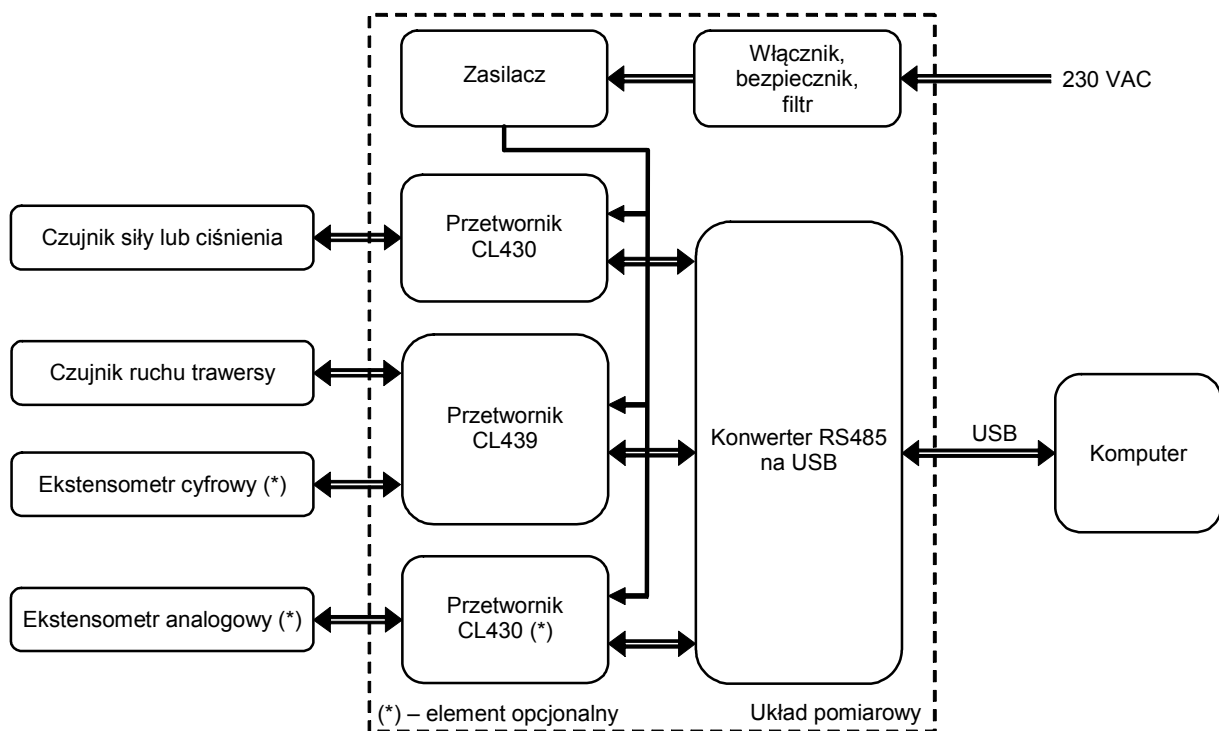 Zasilacz
Włącznik,
bezpiecznik,
filtr
230 VAC
Czujnik siły lub ciśnienia
Przetwornik
CL430
Czujnik ruchu trawersy
Przetwornik
CL439
Ekstensometr cyfrowy (*)
Konwerter RS485
na USB
USB
Komputer
Ekstensometr analogowy (*)
Przetwornik
CL430 (*)
(*) – element opcjonalny
Układ pomiarowy